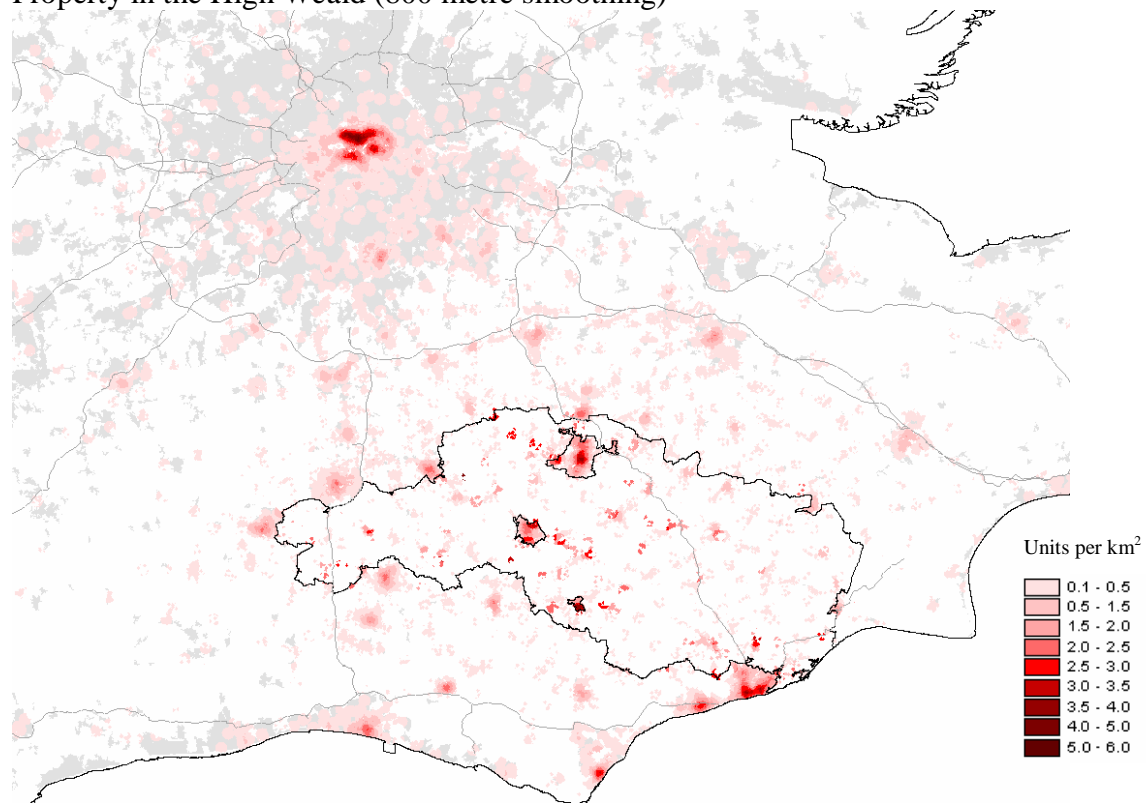 Property in the High Weald (800 metre smoothing)
Units per km²
0.1 - 0.5
0.5 - 1.5
1.5 - 2.0
2.0 - 2.5
2.5 - 3.0
3.0 - 3.5
3.5 - 4.0
4.0 - 5.0
5.0 - 6.0